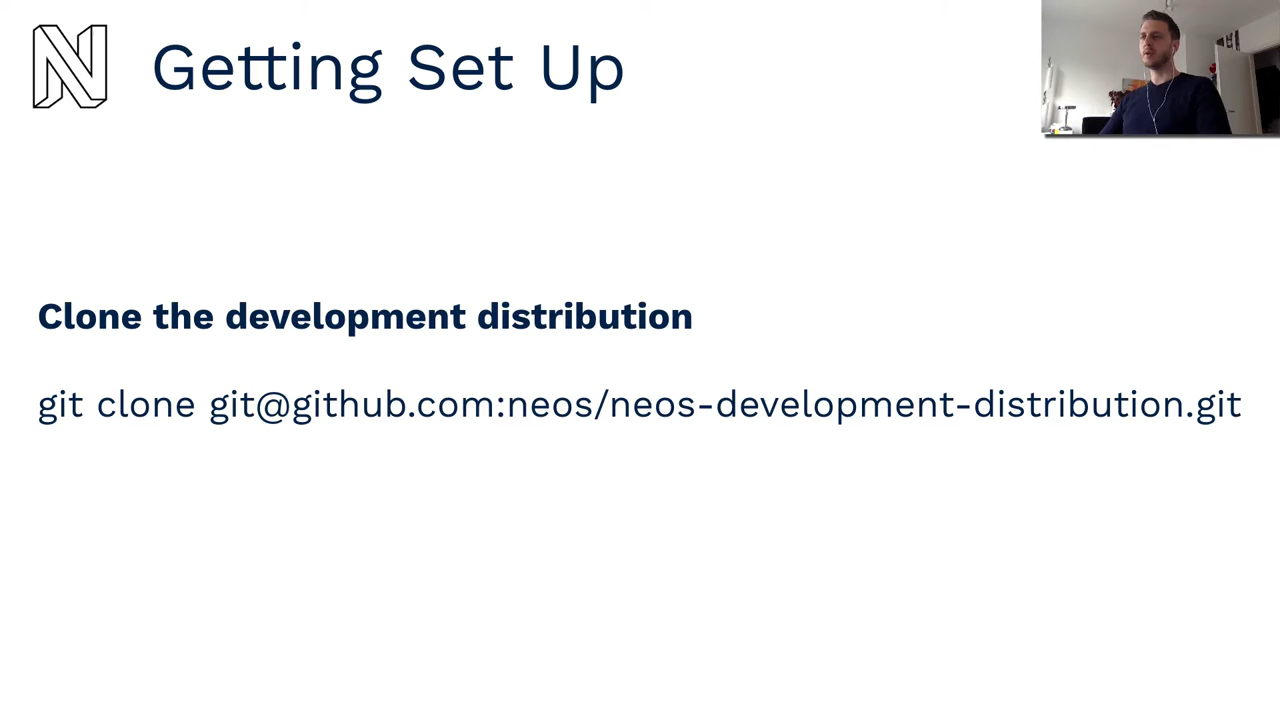 Getting Set Up
Clone the development distribution
git clone git@github.com:neos/neos-development-distribution.git